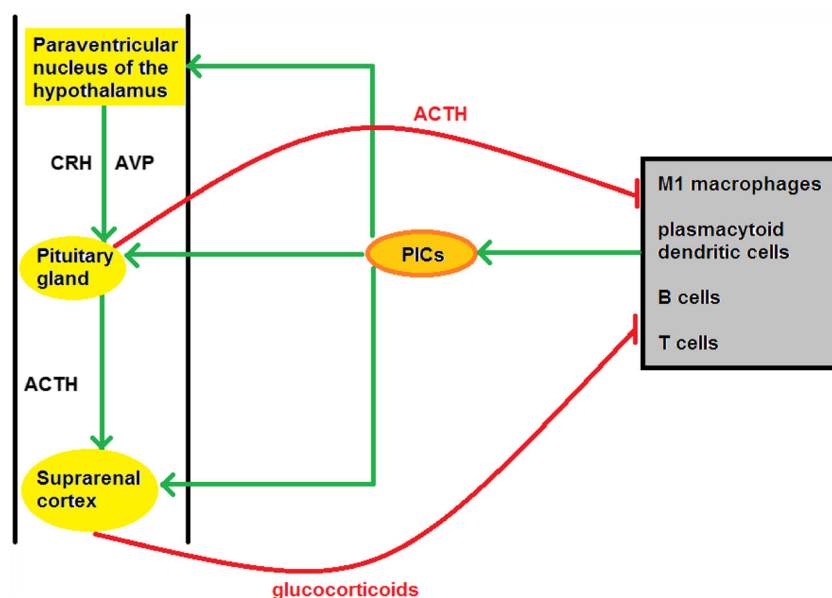 Paraventricular
nucleus of the
hypothalamus
ACTH
CRH
AVP
M1 macrophages
plasmacytoid
dendritic cells
B cells
T cells
Pituitary
gland
PICs
ACTH
Suprarenal
cortex
glucocorticoids